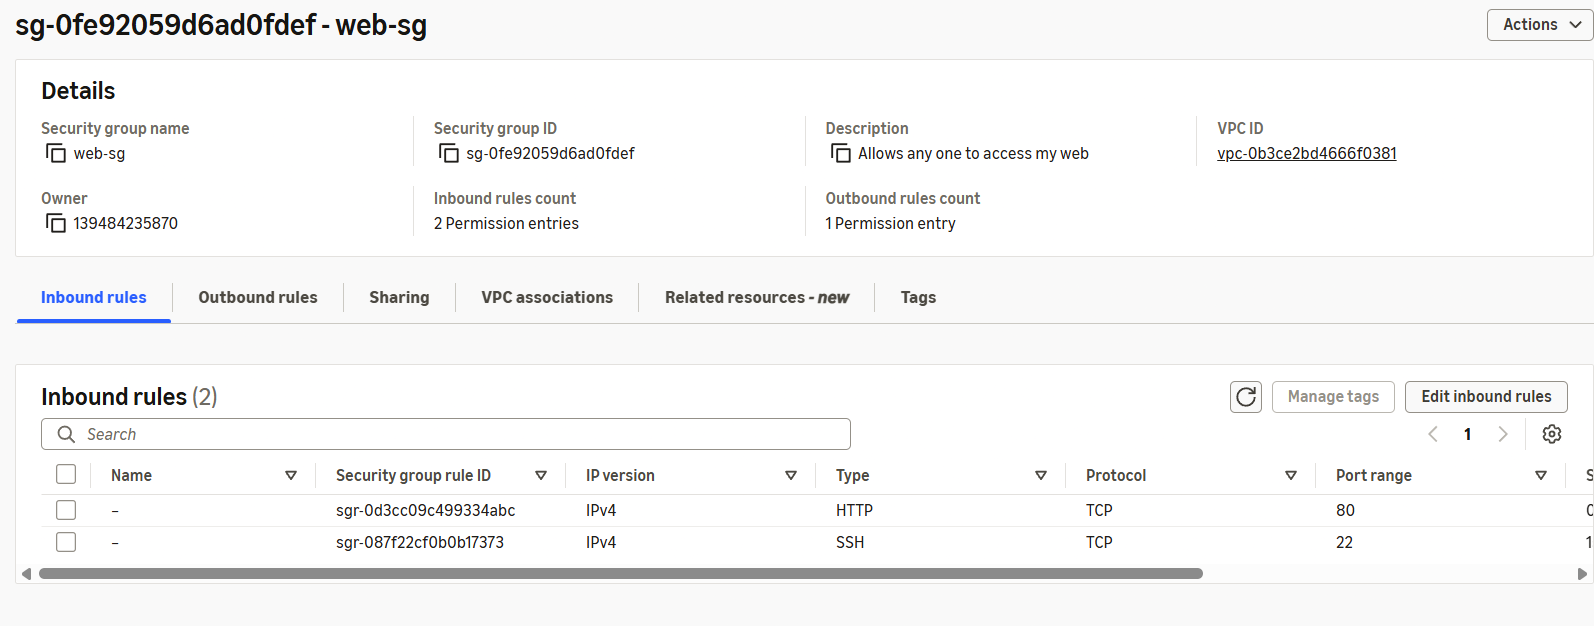 sg-0fe92059d6ad0fdef - web-sg
Actions
Details
Security group name
web-sg
Security group ID
sg-0fe92059d6ad0fdef
Description
Allows any one to access my web
VPC ID
vpc-0b3ce2bd4666f0381
Owner
139484235870
Inbound rules count
2 Permission entries
Outbound rules count
1 Permission entry
Inbound rules
Outbound rules
Sharing
VPC associations
Related resources - new
Tags
Inbound rules (2)
Manage tags
Edit inbound rules
Search
1
Name Security group rule ID IP version Type Protocol Port range
– sgr-0d3cc09c499334abc IPv4 HTTP TCP 80
– sgr-087f22cf0b0b17373 IPv4 SSH TCP 22